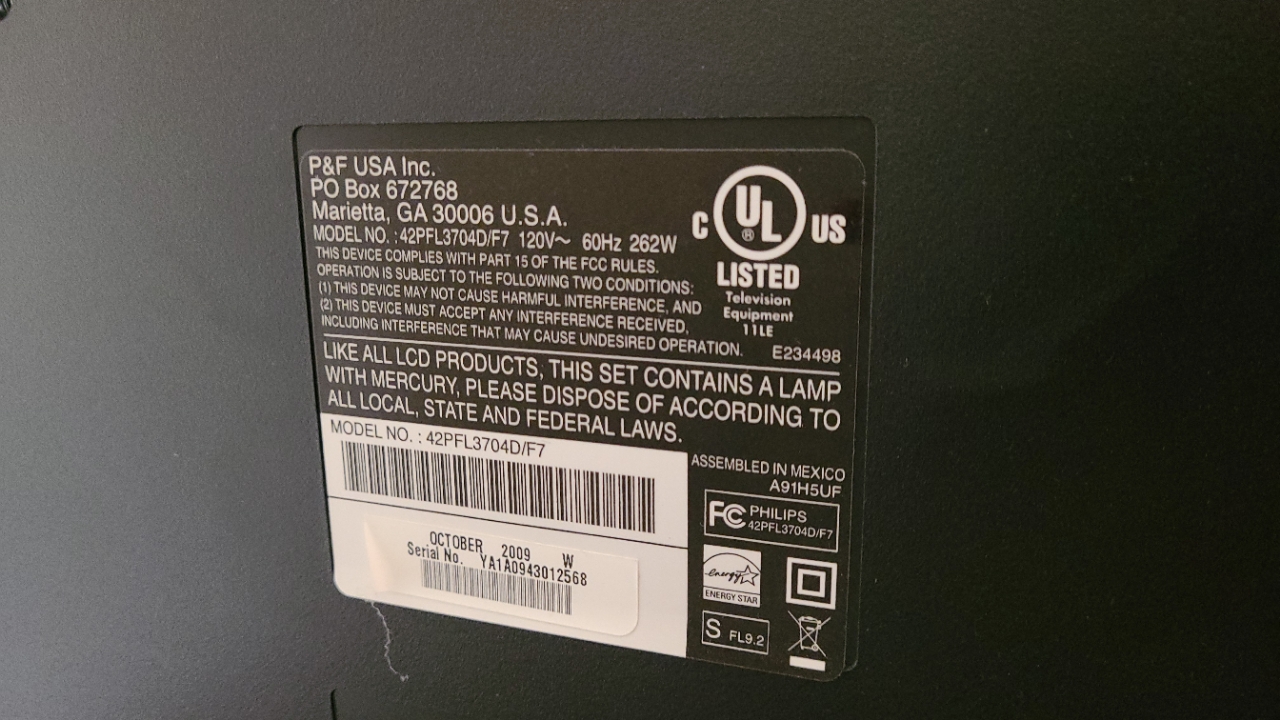 P&F USA Inc.
PO Box 672768
Marietta, GA 30006 U.S.A.
MODEL NO. : 42PFL3704D/F7 120V~ 60Hz 262W
THIS DEVICE COMPLIES WITH PART 15 OF THE FCC RULES.
OPERATION IS SUBJECT TO THE FOLLOWING TWO CONDITIONS:
(1) THIS DEVICE MAY NOT CAUSE HARMFUL INTERFERENCE, AND
(2) THIS DEVICE MUST ACCEPT ANY INTERFERENCE RECEIVED,
INCLUDING INTERFERENCE THAT MAY CAUSE UNDESIRED OPERATION.
C UL ® US
LISTED
Television
Equipment
11LE
E234498
LIKE ALL LCD PRODUCTS, THIS SET CONTAINS A LAMP
WITH MERCURY, PLEASE DISPOSE OF ACCORDING TO
ALL LOCAL, STATE AND FEDERAL LAWS.
MODEL NO. : 42PFL3704D/F7
OCTOBER 2009 W
Serial No. YA1A0943012568
ASSEMBLED IN MEXICO
A91H5UF
FC PHILIPS
42PFL3704D/F7
energy
ENERGY STAR
S FL9.2